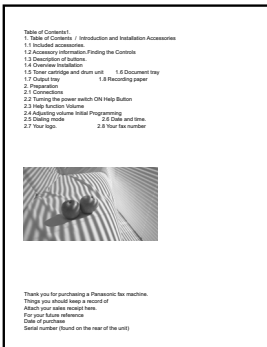 Table of Contents1.
1. Table of Contents / Introduction and Installation Accessories
1.1 Included accessories.
1.2 Accessory information.Finding the Controls
1.3 Description of buttons.
1.4 Overview Installation
1.5 Toner cartridge and drum unit 1.6 Document tray
1.7 Output tray 1.8 Recording paper
2. Preparation
2.1 Connections
2.2 Turning the power switch ON Help Button
2.3 Help function Volume
2.4 Adjusting volume Initial Programming
2.5 Dialing mode 2.6 Date and time.
2.7 Your logo. 2.8 Your fax number
Thank you for purchasing a Panasonic fax machine.
Things you should keep a record of
Attach your sales receipt here.
For your future reference
Date of purchase
Serial number (found on the rear of the unit)